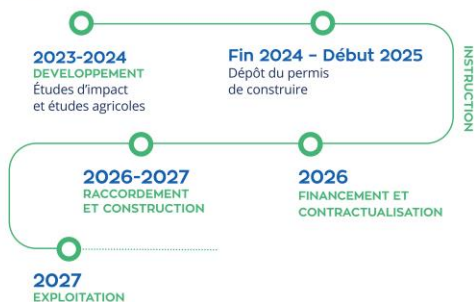 2023-2024
DEVELOPPEMENT
Études d'impact
et études agricoles
Fin 2024 – Début 2025
Dépôt du permis
de construire
INSTRUCTION
2026
FINANCEMENT ET
CONTRACTUALISATION
2026-2027
RACCORDEMENT
ET CONSTRUCTION
2027
EXPLOITATION